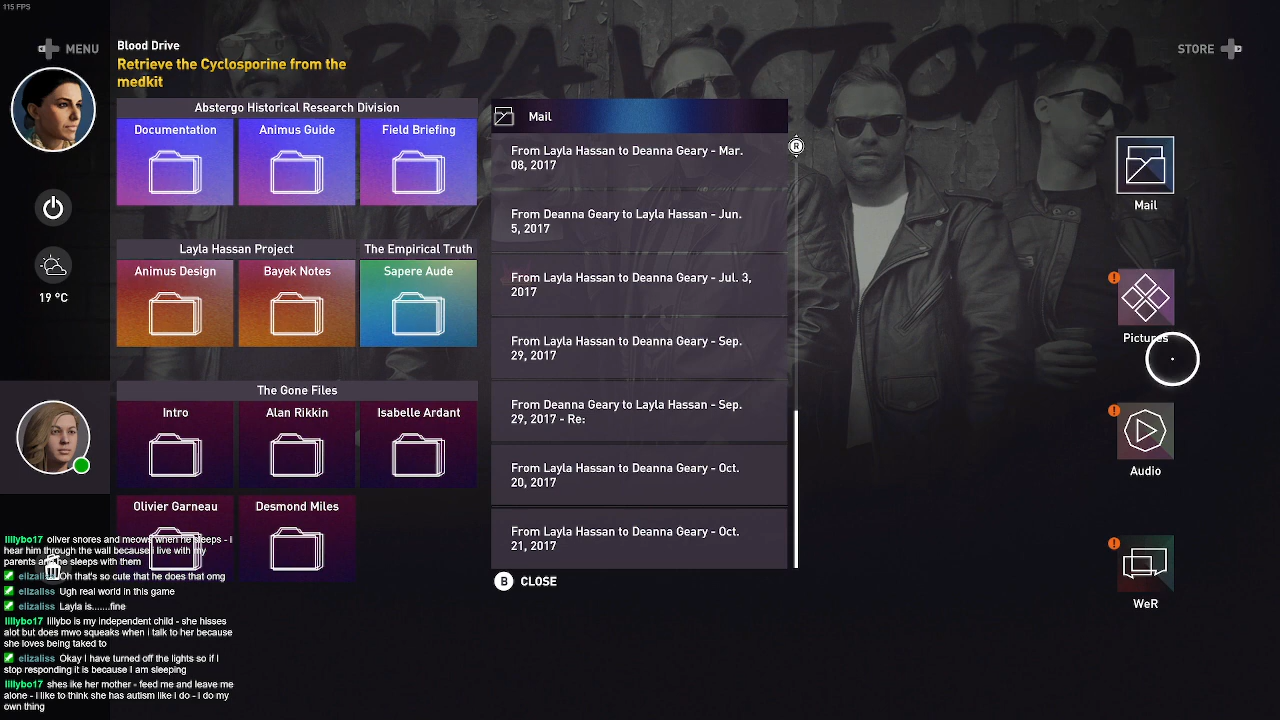 115 FPS
MENU
Blood Drive
Retrieve the Cyclosporine from the
medkit
STORE
Abstergo Historical Research Division
Documentation
Animus Guide
Field Briefing
Layla Hassan Project
The Empirical Truth
Animus Design
Bayek Notes
Sapere Aude
The Gone Files
Intro
Alan Rikkin
Isabelle Ardant
Olivier Garneau
Desmond Miles
19 °C
Mail
From Layla Hassan to Deanna Geary - Mar.
08, 2017
From Deanna Geary to Layla Hassan - Jun.
5, 2017
From Layla Hassan to Deanna Geary - Jul. 3,
2017
From Layla Hassan to Deanna Geary - Sep.
29, 2017
From Deanna Geary to Layla Hassan - Sep.
29, 2017 - Re:
From Layla Hassan to Deanna Geary - Oct.
20, 2017
From Layla Hassan to Deanna Geary - Oct.
21, 2017
B CLOSE
R
Mail
Pictures
Audio
WeR
lillybo17 oliver snores and meows when he sleeps - i
hear him through the wall because i live with my
parents and he sleeps with them
elizaliss Oh that's so cute that he does that omg
elizaliss Ugh real world in this game
elizaliss Layla is.......fine
lillybo17 lillybo is my independent child - she hisses
alot but does mwo squeaks when i talk to her because
she loves being taked to
elizaliss Okay I have turned off the lights so if I
stop responding it is because I am sleeping
lillybo17 shes ike her mother - feed me and leave me
alone - i like to think she has autism like i do - i do my
own thing